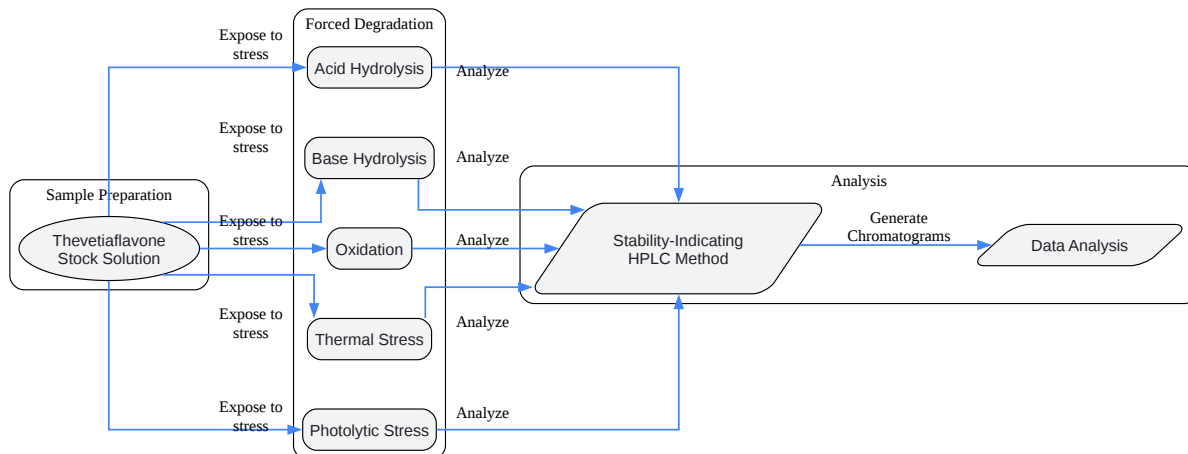 Forced Degradation
Expose to
stress
Acid Hydrolysis
Analyze
Expose to
stress
Base Hydrolysis
Analyze
Sample Preparation
Thevetiaflavone
Stock Solution
Expose to
stress
Oxidation
Analyze
Analysis
Stability-Indicating
HPLC Method
Generate
Chromatograms
Data Analysis
Expose to
stress
Thermal Stress
Analyze
Expose to
stress
Photolytic Stress
Analyze